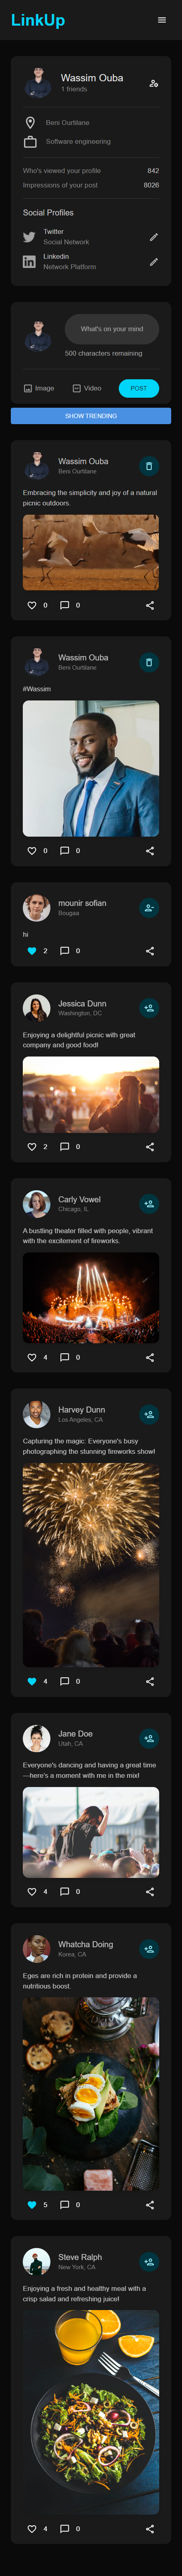 LinkUp
Wassim Ouba
1 friends
Beni Ourtilane
Software engineering
Who's viewed your profile 842
Impressions of your post 8026
Social Profiles
Twitter
Social Network
Linkedin
Network Platform
What's on your mind
500 characters remaining
Image Video POST
SHOW TRENDING
Wassim Ouba
Beni Ourtilane
Embracing the simplicity and joy of a natural
picnic outdoors.
0 0
Wassim Ouba
Beni Ourtilane
#Wassim
0 0
mounir sofian
Bougaa
hi
2 0
Jessica Dunn
Washington, DC
Enjoying a delightful picnic with great
company and good food!
2 0
Carly Vowel
Chicago, IL
A bustling theater filled with people, vibrant
with the excitement of fireworks.
4 0
Harvey Dunn
Los Angeles, CA
Capturing the magic: Everyone's busy
photographing the stunning fireworks show!
4 0
Jane Doe
Utah, CA
Everyone's dancing and having a great time
—here's a moment with me in the mix!
4 0
Whatcha Doing
Korea, CA
Eges are rich in protein and provide a
nutritious boost.
5 0
Steve Ralph
New York, CA
Enjoying a fresh and healthy meal with a
crisp salad and refreshing juice!
4 0